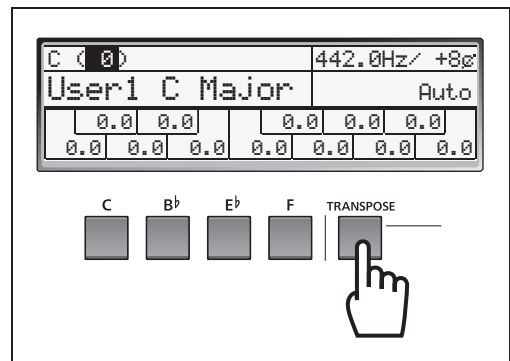 C ( 0) 442.0Hz/ +8¢
User1 C Major Auto
0.0 0.0 0.0 0.0 0.0
0.0 0.0 0.0 0.0 0.0 0.0 0.0
C B♭ E♭ F TRANSPOSE